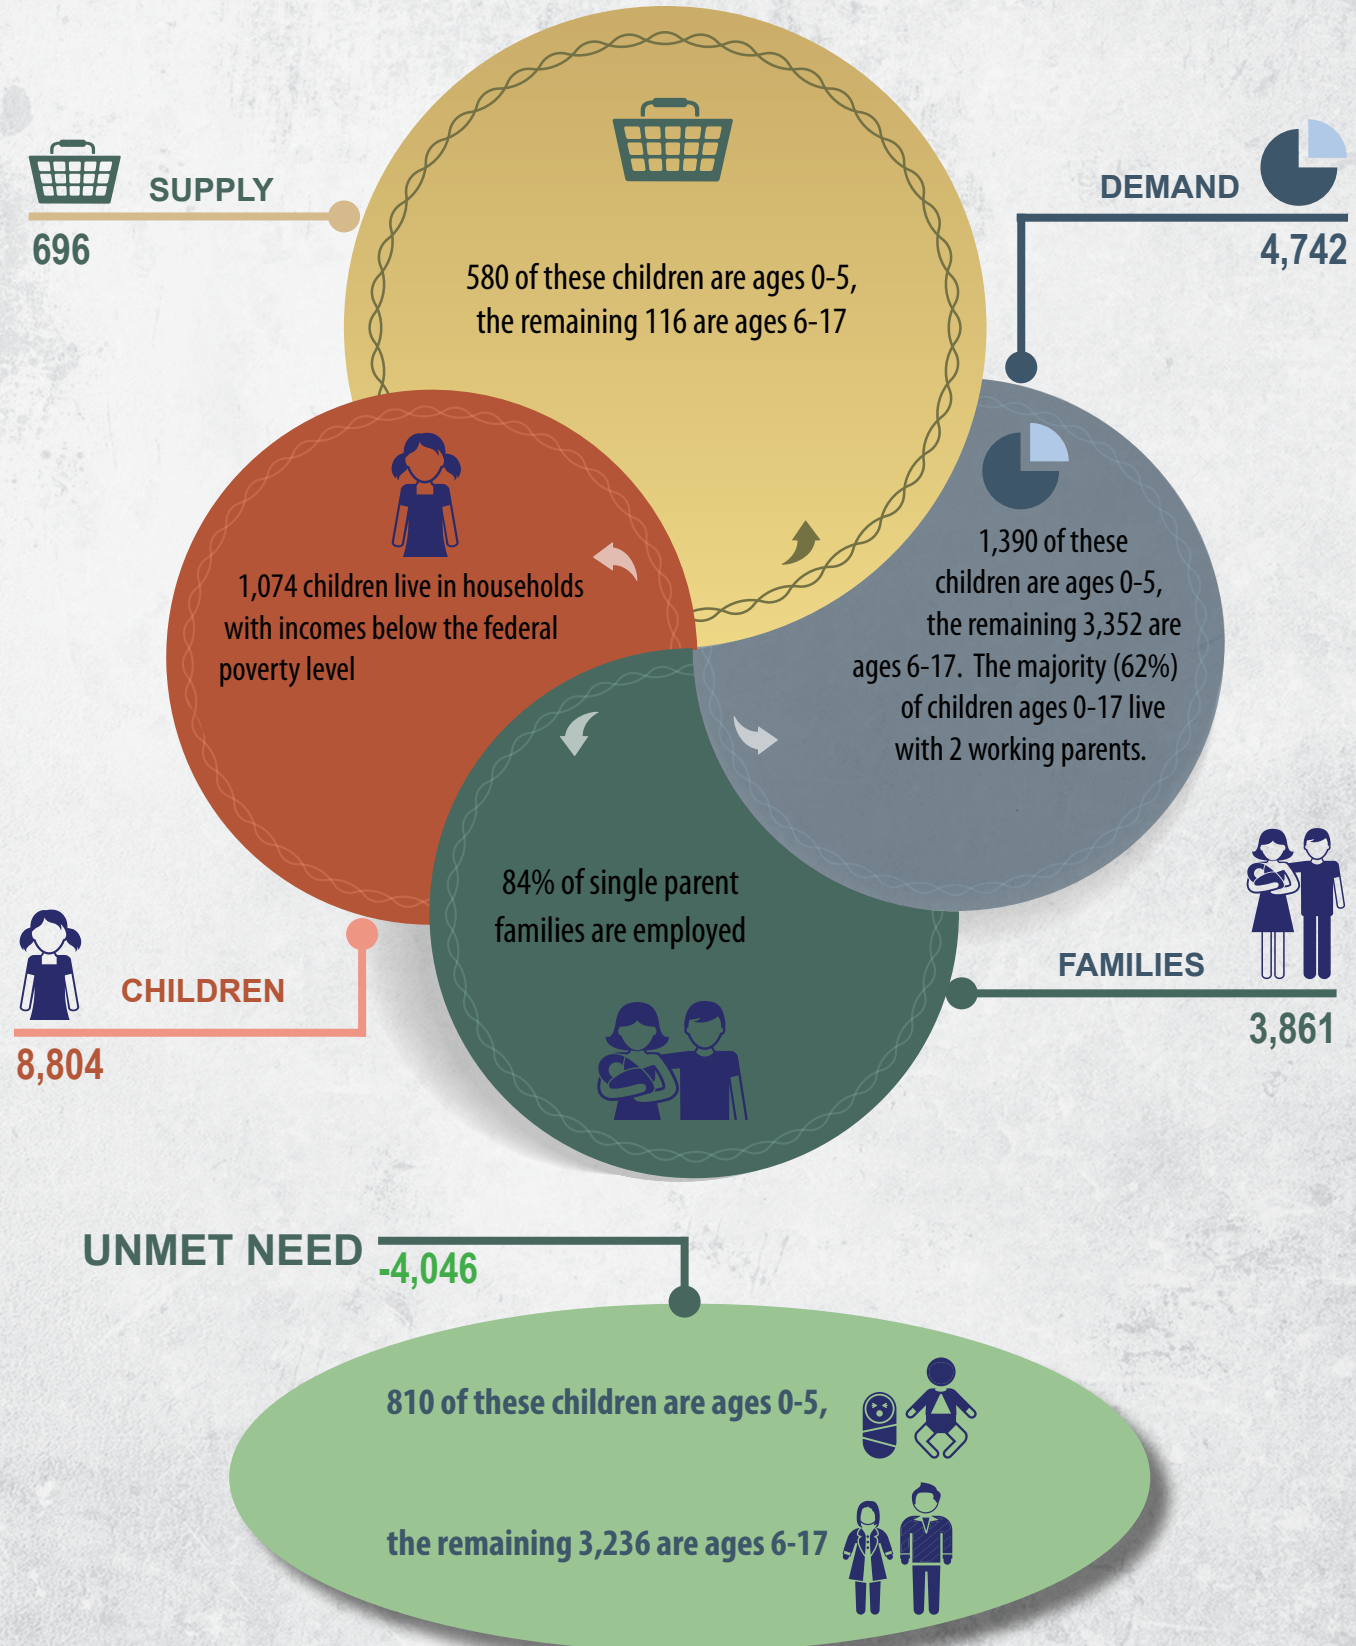 SUPPLY
696
580 of these children are ages 0-5,
the remaining 116 are ages 6-17
DEMAND
4,742
1,074 children live in households
with incomes below the federal
poverty level
1,390 of these
children are ages 0-5,
the remaining 3,352 are
ages 6-17. The majority (62%)
of children ages 0-17 live
with 2 working parents.
84% of single parent
families are employed
CHILDREN
8,804
FAMILIES
3,861
UNMET NEED
-4,046
810 of these children are ages 0-5,
the remaining 3,236 are ages 6-17